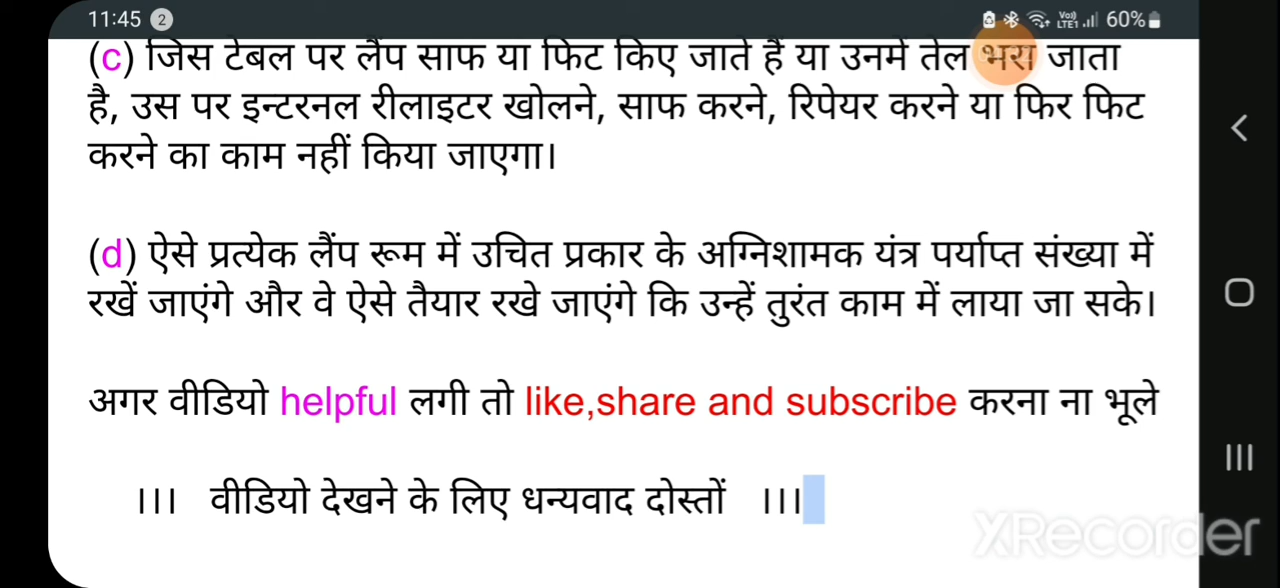 11:45 2 Vo) LTE1 60%
(c) जिस टेबल पर लैंप साफ या फिट किए जाते हैं या उनमें तेल भरा जाता
है, उस पर इन्टरनल रीलाइटर खोलने, साफ करने, रिपेयर करने या फिर फिट
करने का काम नहीं किया जाएगा।
(d) ऐसे प्रत्येक लैंप रूम में उचित प्रकार के अग्निशामक यंत्र पर्याप्त संख्या में
रखें जाएंगे और वे ऐसे तैयार रखे जाएंगे कि उन्हें तुरंत काम में लाया जा सके।
अगर वीडियो helpful लगी तो like,share and subscribe करना ना भूले
।।। वीडियो देखने के लिए धन्यवाद दोस्तों ।।।
XRecorder